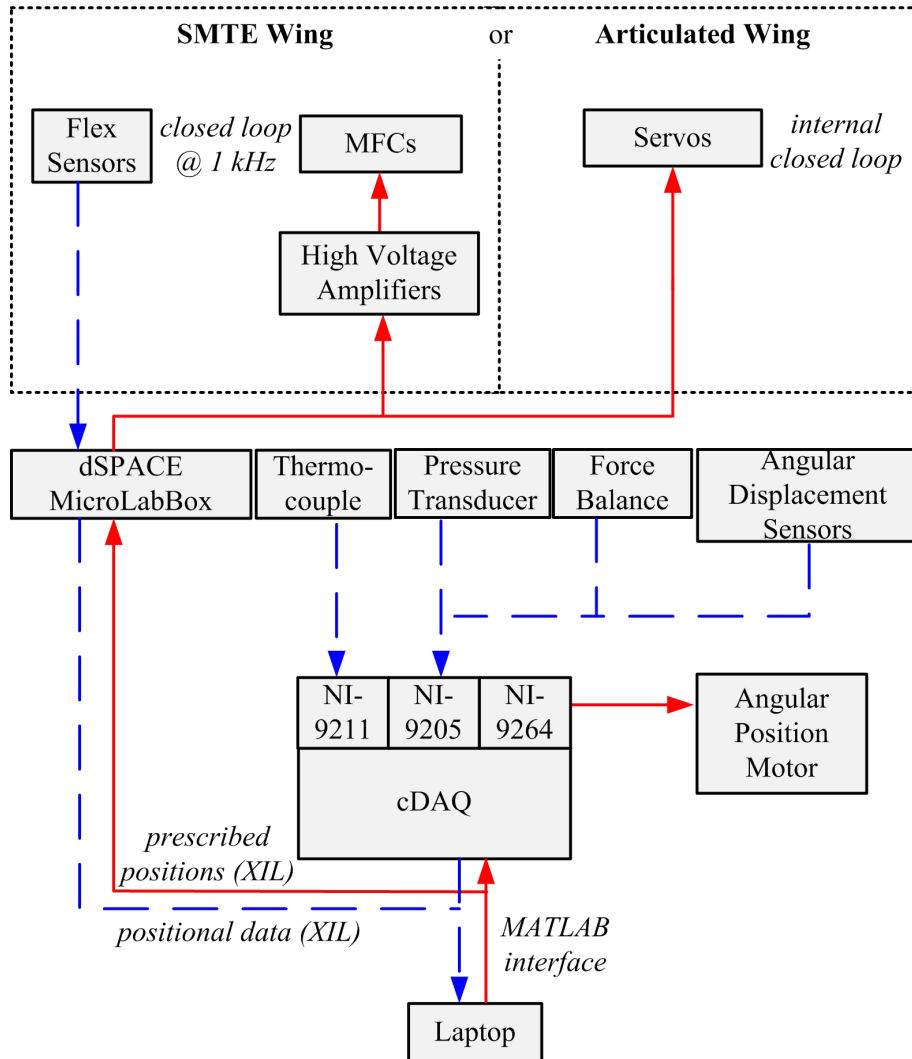 SMTE Wing
or
Articulated Wing
Flex
Sensors
closed loop
@ 1 kHz
MFCs
High Voltage
Amplifiers
Servos
internal
closed loop
dSPACE
MicroLabBox
Thermo-
couple
Pressure
Transducer
Force
Balance
Angular
Displacement
Sensors
NI-
9211
NI-
9205
NI-
9264
cDAQ
Angular
Position
Motor
prescribed
positions (XIL)
positional data (XIL)
MATLAB
interface
Laptop